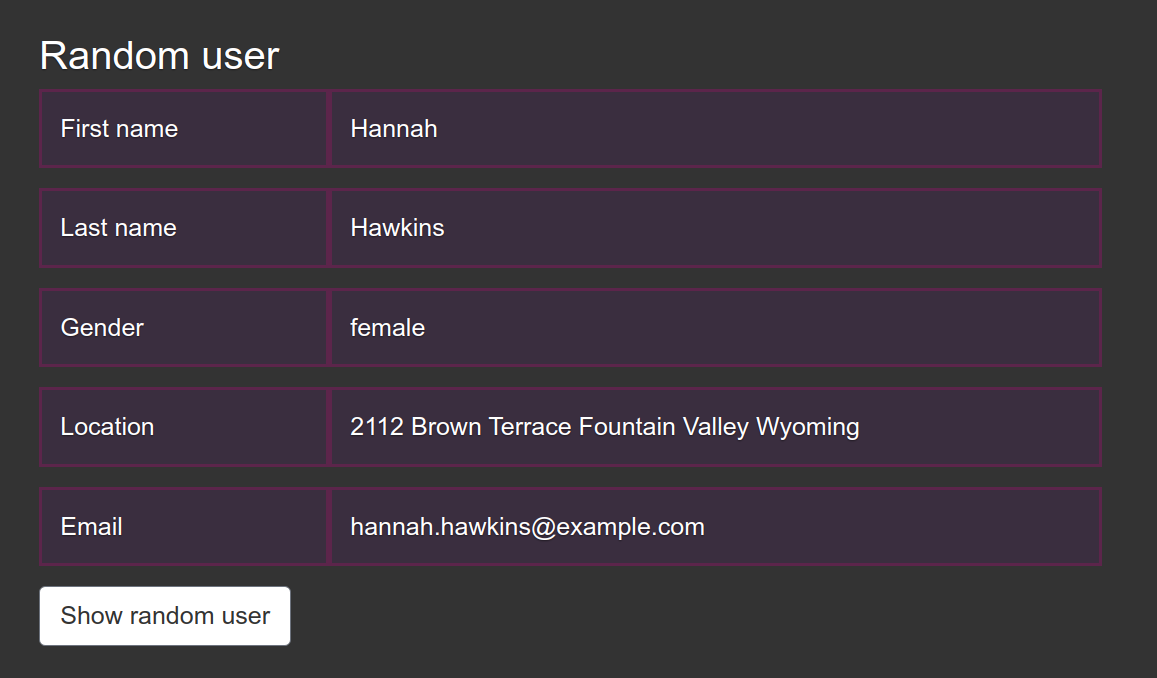 Random user
First name Hannah
Last name Hawkins
Gender female
Location 2112 Brown Terrace Fountain Valley Wyoming
Email hannah.hawkins@example.com
Show random user